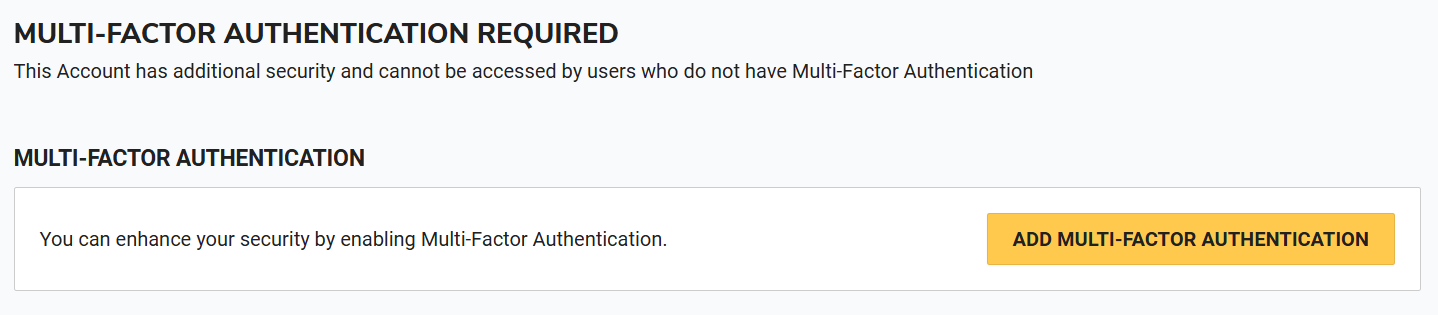 MULTI-FACTOR AUTHENTICATION REQUIRED
This Account has additional security and cannot be accessed by users who do not have Multi-Factor Authentication
MULTI-FACTOR AUTHENTICATION
You can enhance your security by enabling Multi-Factor Authentication.
ADD MULTI-FACTOR AUTHENTICATION